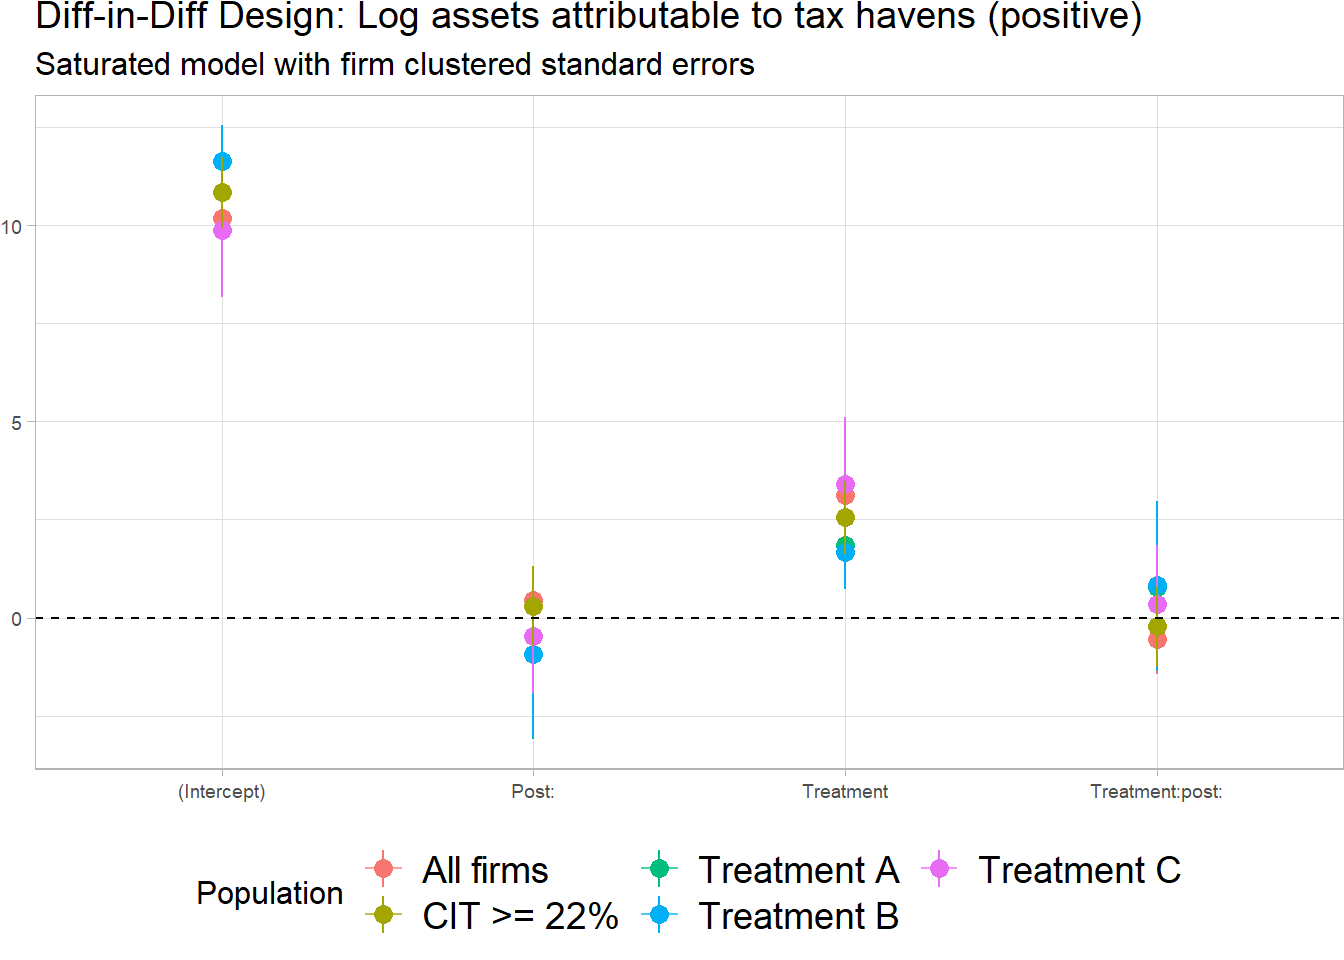 Diff-in-Diff Design: Log assets attributable to tax havens (positive)
Saturated model with firm clustered standard errors
10
5
0
(Intercept) Post: Treatment Treatment:post:
Population
All firms Treatment A Treatment C
CIT >= 22% Treatment B